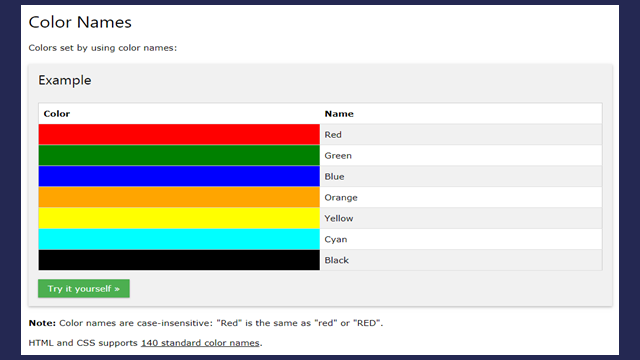 Color Names
Colors set by using color names:
Example
Color Name
Red
Green
Blue
Orange
Yellow
Cyan
Black
Try it yourself »
Note: Color names are case-insensitive: "Red" is the same as "red" or "RED".
HTML and CSS supports 140 standard color names.